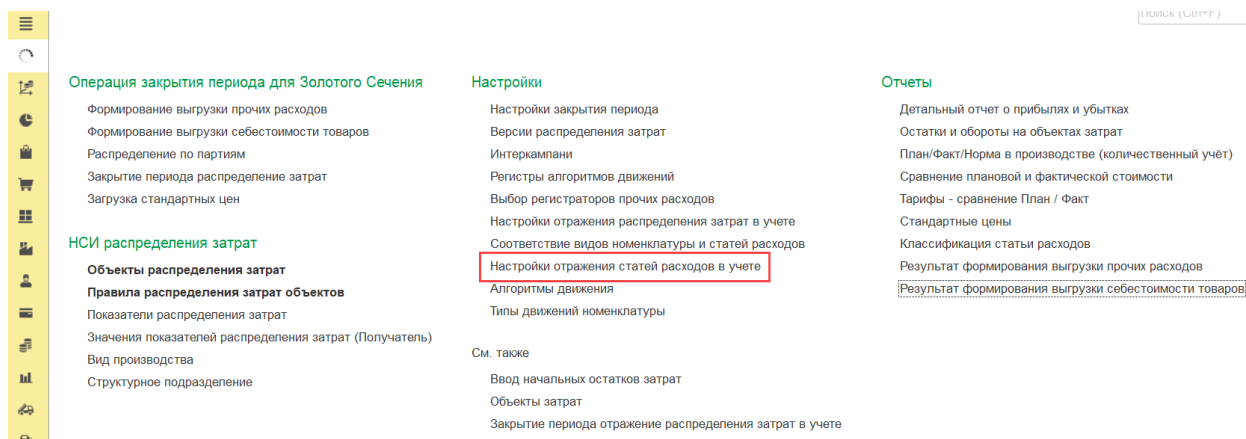 Поиск (Ctrl+F)
Операция закрытия периода для Золотого Сечения
Формирование выгрузки прочих расходов
Формирование выгрузки себестоимости товаров
Распределение по партиям
Закрытие периода распределение затрат
Загрузка стандартных цен
НСИ распределения затрат
Объекты распределения затрат
Правила распределения затрат объектов
Показатели распределения затрат
Значения показателей распределения затрат (Получатель)
Вид производства
Структурное подразделение
Настройки
Настройки закрытия периода
Версии распределения затрат
Интеркампани
Регистры алгоритмов движений
Выбор регистраторов прочих расходов
Настройки отражения распределения затрат в учете
Соответствие видов номенклатуры и статей расходов
Настройки отражения статей расходов в учете
Алгоритмы движения
Типы движений номенклатуры
См. также
Ввод начальных остатков затрат
Объекты затрат
Закрытие периода отражение распределения затрат в учете
Отчеты
Детальный отчет о прибылях и убытках
Остатки и обороты на объектах затрат
План/Факт/Норма в производстве (количественный учёт)
Сравнение плановой и фактической стоимости
Тарифы - сравнение План / Факт
Стандартные цены
Классификация статьи расходов
Результат формирования выгрузки прочих расходов
Результат формирования выгрузки себестоимости товаров